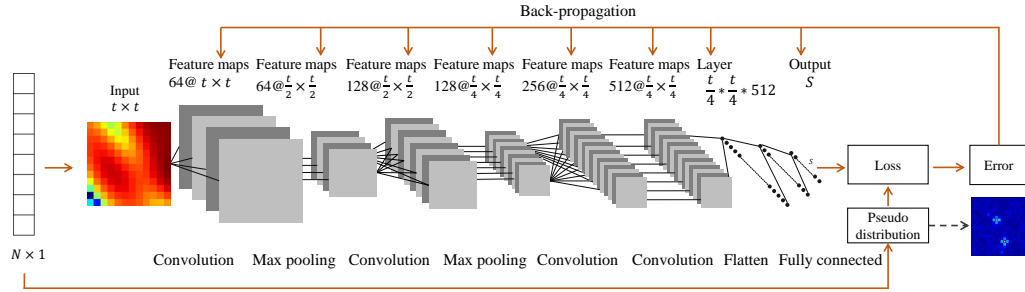 Back-propagation
Feature maps
64@ t × t
Feature maps
64@ t/2 × t/2
Feature maps
128@ t/2 × t/2
Feature maps
128@ t/4 × t/4
Feature maps
256@ t/4 × t/4
Feature maps
512@ t/4 × t/4
Layer
t/4 * t/4 * 512
Output
S
Input
t × t
s
Loss
Error
Pseudo
distribution
N × 1
Convolution
Max pooling
Convolution
Max pooling
Convolution
Convolution
Flatten
Fully connected